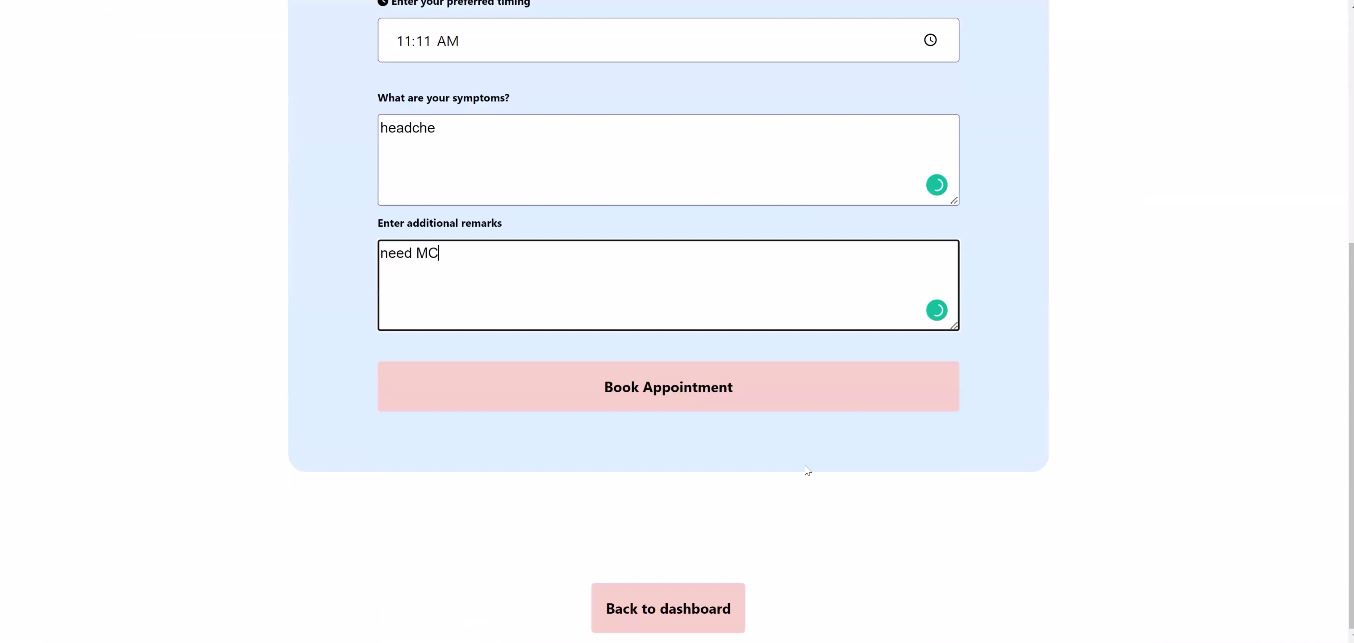 Enter your preferred timing
11:11 AM
What are your symptoms?
headche
Enter additional remarks
need MC
Book Appointment
Back to dashboard